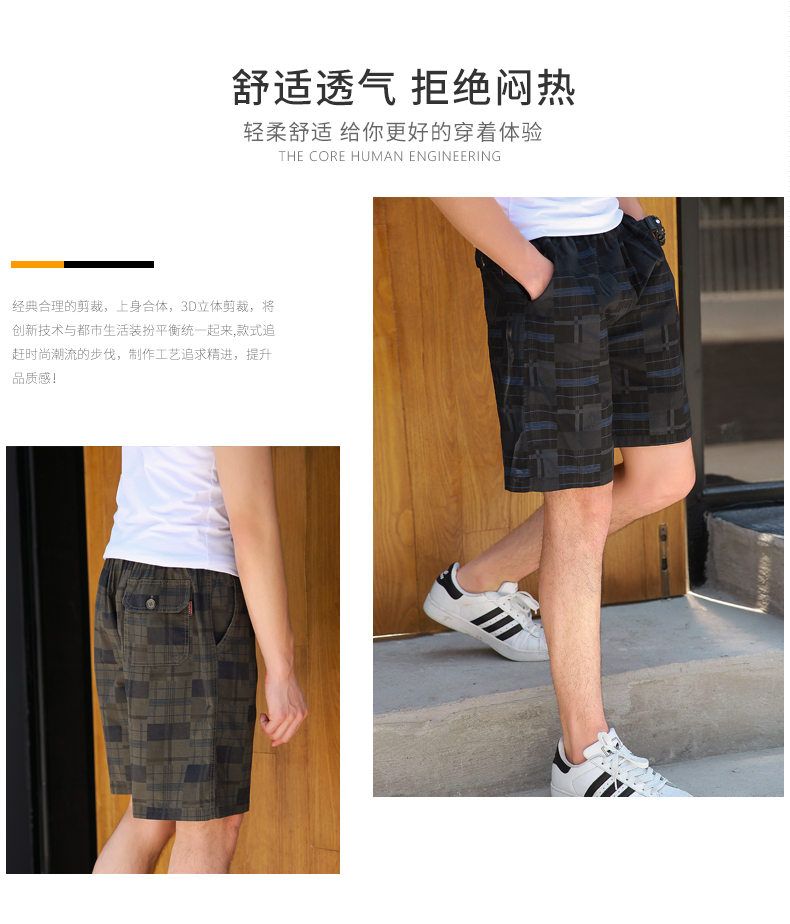 舒适透气 拒绝闷热
轻柔舒适 给你更好的穿着体验
THE CORE HUMAN ENGINEERING
经典合理的剪裁，上身合体，3D立体剪裁，将
创新技术与都市生活装扮平衡统一起来,款式追
赶时尚潮流的步伐，制作工艺追求精进，提升
品质感！